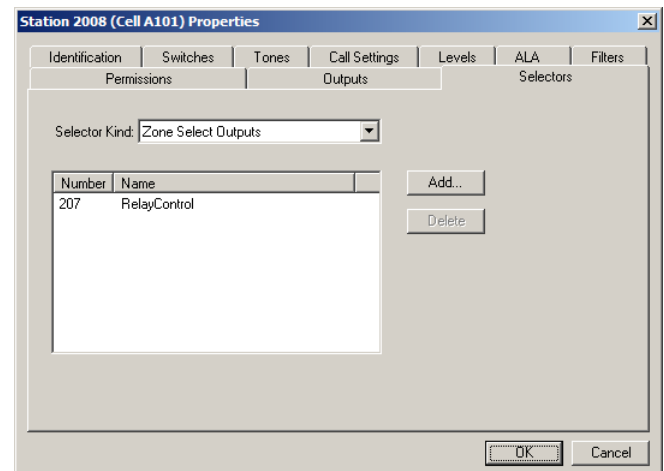 Station 2008 (Cell A101) Properties
Identification Switches Tones Call Settings Levels ALA Filters
Permissions Outputs Selectors
Selector Kind: Zone Select Outputs
Number Name
207 RelayControl
Add...
Delete
OK Cancel